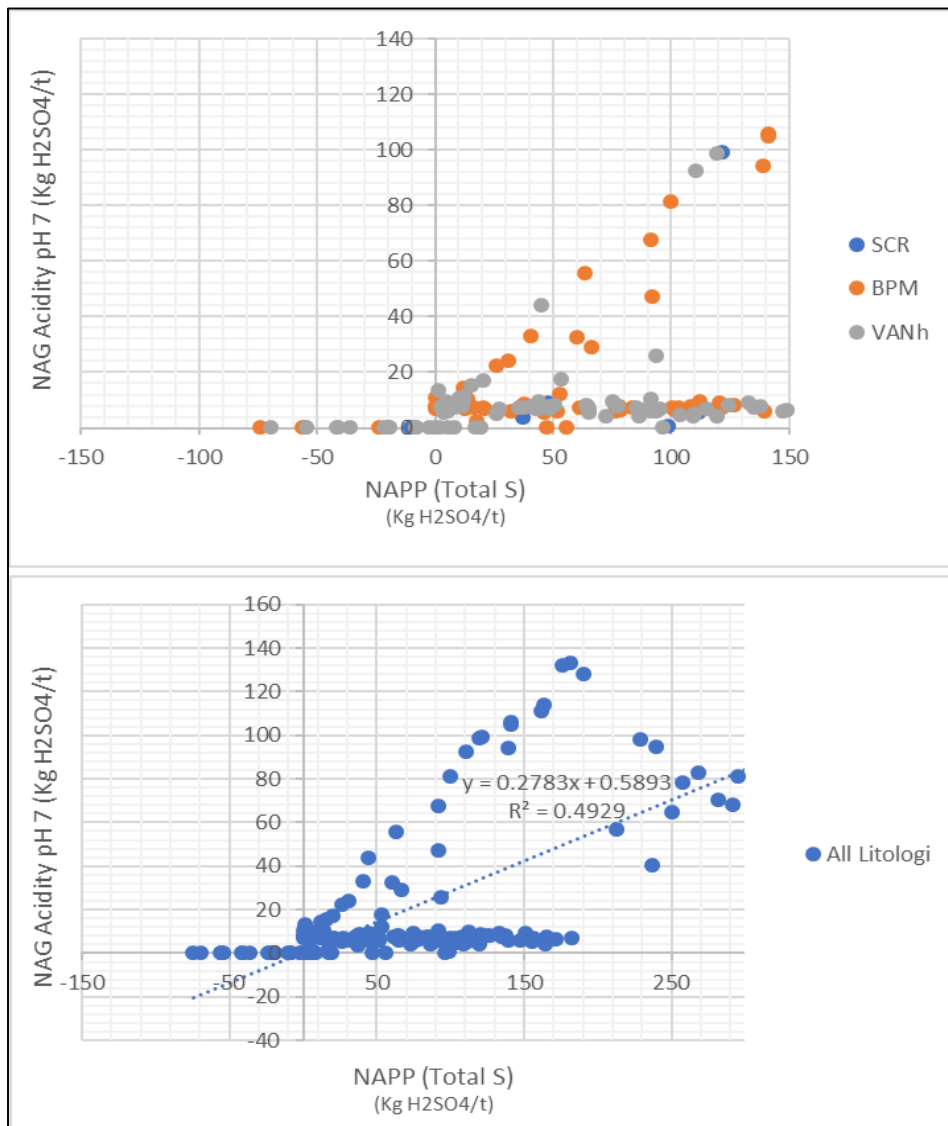 140
120
100
80
60
40
20
0
-150
-100
-50
0
50
100
150
NAG Acidity pH 7 (Kg H2SO4/t)
NAPP (Total S)
(Kg H2SO4/t)
SCR
BPM
VANh
160
140
120
100
80
60
40
20
0
-20
-40
-150
-50
50
150
250
NAG Acidity pH 7 (Kg H2SO4/t)
y = 0.2783x + 0.5893
R² = 0.4929
All Litologi
NAPP (Total S)
(Kg H2SO4/t)